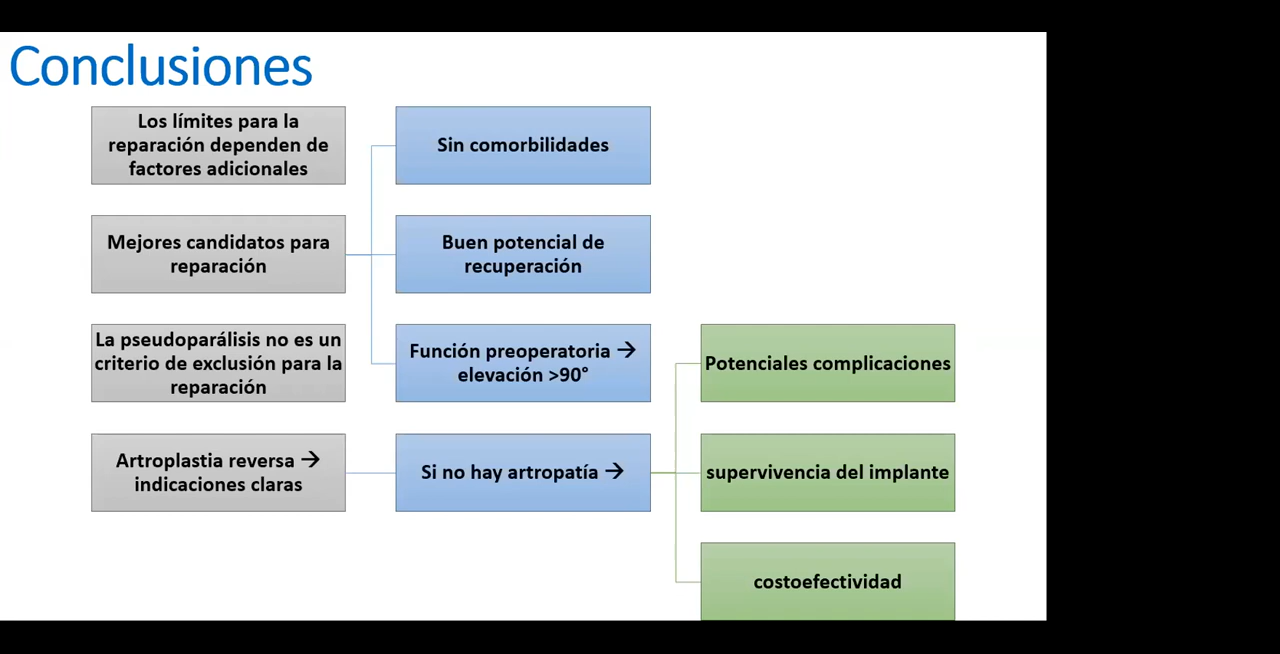 Conclusiones
Los límites para la
reparación dependen de
factores adicionales
Mejores candidatos para
reparación
Sin comorbilidades
Buen potencial de
recuperación
Función preoperatoria →
elevación >90°
La pseudoparálisis no es un
criterio de exclusión para la
reparación
Artroplastia reversa →
indicaciones claras
Si no hay artropatía →
Potenciales complicaciones
supervivencia del implante
costoefectividad